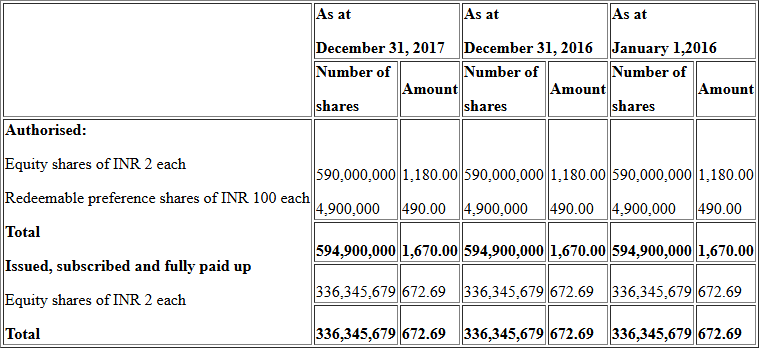 As at
December 31, 2017
As at
December 31, 2016
As at
January 1,2016
Number of
shares
Amount
Number of
shares
Amount
Number of
shares
Amount
Authorised:
Equity shares of INR 2 each 590,000,000 1,180.00 590,000,000 1,180.00 590,000,000 1,180.00
Redeemable preference shares of INR 100 each 4,900,000 490.00 4,900,000 490.00 4,900,000 490.00
Total 594,900,000 1,670.00 594,900,000 1,670.00 594,900,000 1,670.00
Issued, subscribed and fully paid up
Equity shares of INR 2 each 336,345,679 672.69 336,345,679 672.69 336,345,679 672.69
Total 336,345,679 672.69 336,345,679 672.69 336,345,679 672.69